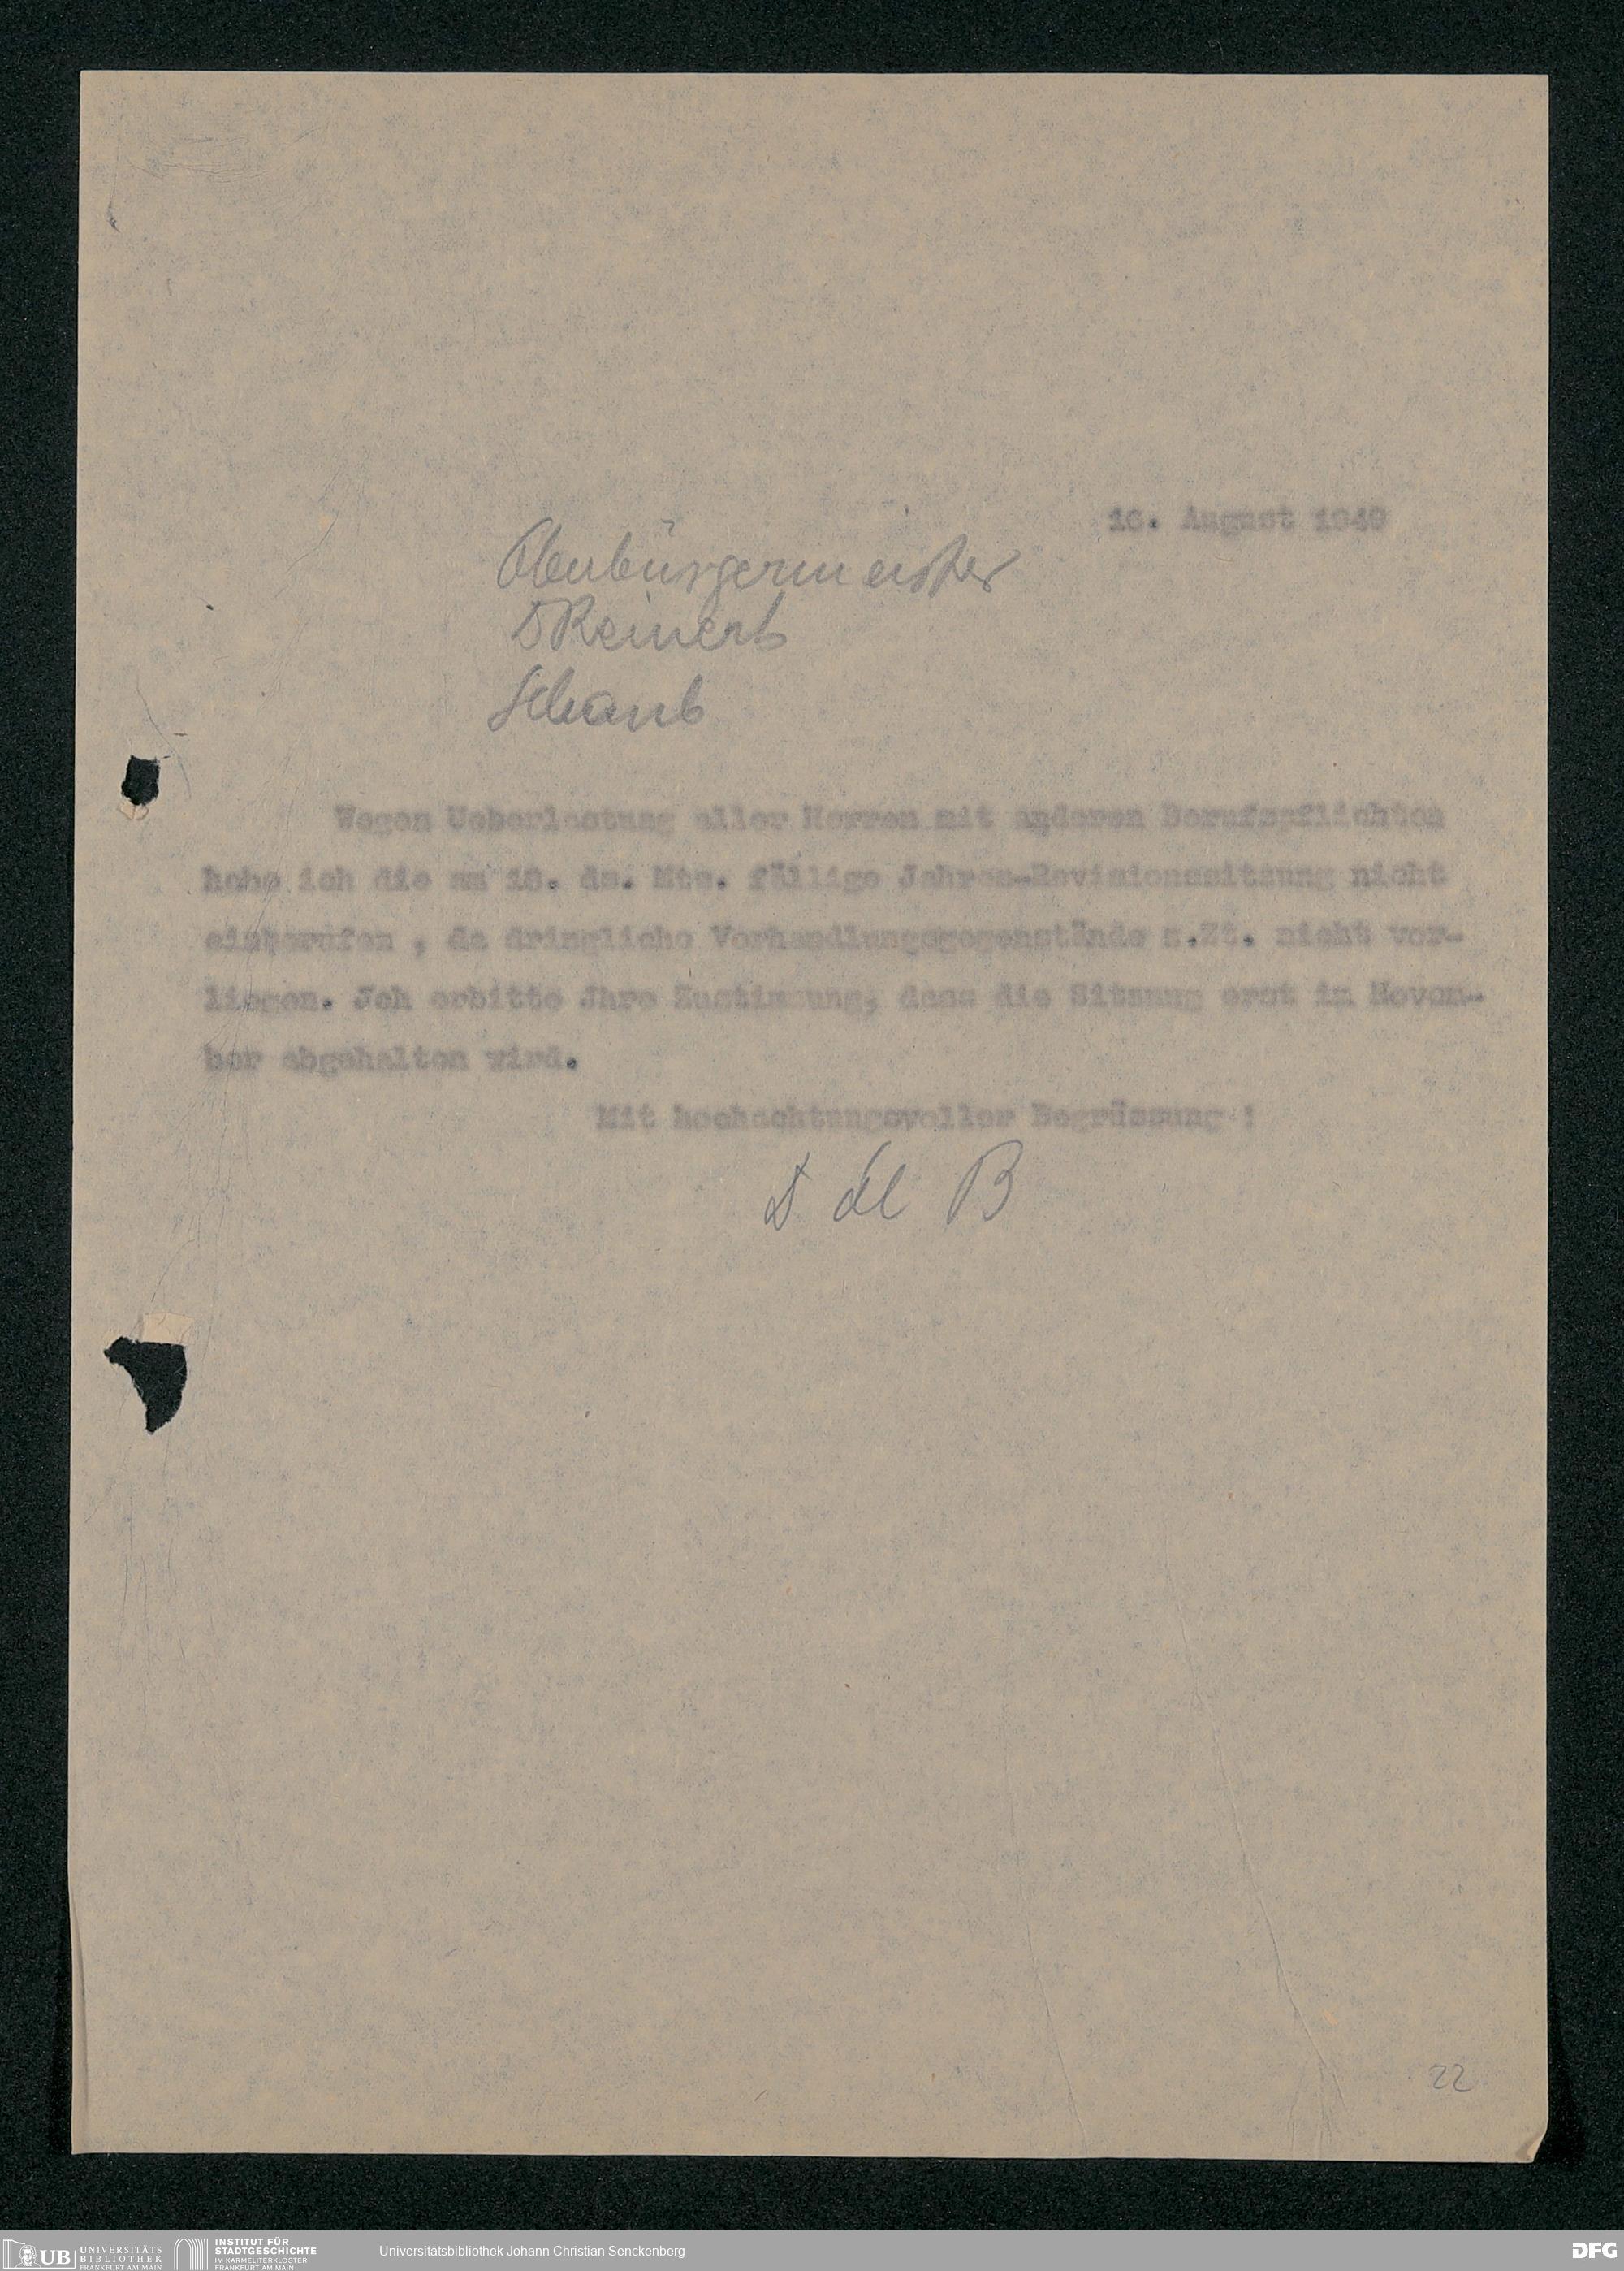 16. August 1940
Oberbürgermeister
D Reinert
Schaub
Wegen Ueberlastung aller Herren mit anderen Berufspflichten
habe ich die am 18. ds. Mts. fällige Jahres-Revisionssitzung nicht
einberufen , da dringliche Verhandlungsgegenstände z.Zt. nicht vor-
liegen. Jch erbitte Jhre Zustimmung, dass die Sitzung erst im Novem-
ber abgehalten wird.
Mit hochachtungsvoller Begrüssung !
B
22
UB UNIVERSITÄTS
BIBLIOTHEK
FRANKFURT AM MAIN
INSTITUT FÜR
STADTGESCHICHTE
IM KARMELITERKLOSTER
FRANKFURT AM MAIN
Universitätsbibliothek Johann Christian Senckenberg
DFG